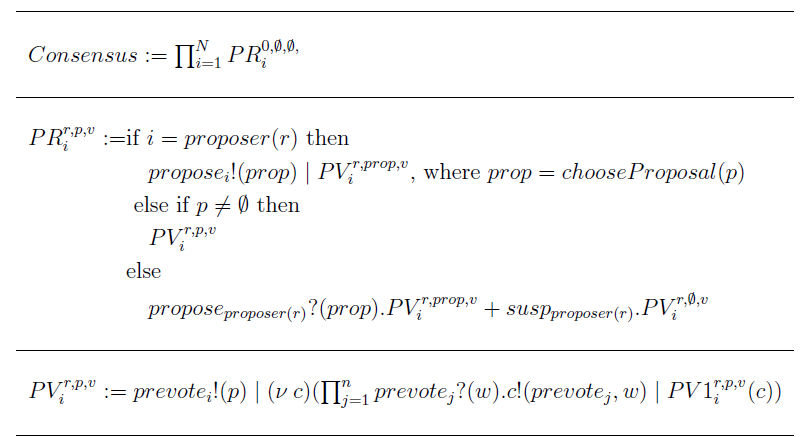 Consensus := ∏_{i=1}^{N} PR_i^{0,∅,∅,}
PR_i^{r,p,v} := if i = proposer(r) then
propose_i!(prop) | PV_i^{r,prop,v}, where prop = chooseProposal(p)
else if p ≠ ∅ then
PV_i^{r,p,v}
else
propose_{proposer(r)}?(prop).PV_i^{r,prop,v} + susp_{proposer(r)}.PV_i^{r,∅,v}
PV_i^{r,p,v} := prevote_i!(p) | (ν c)(∏_{j=1}^{n} prevote_j?(w).c!(prevote_j, w) | PV1_i^{r,p,v}(c))